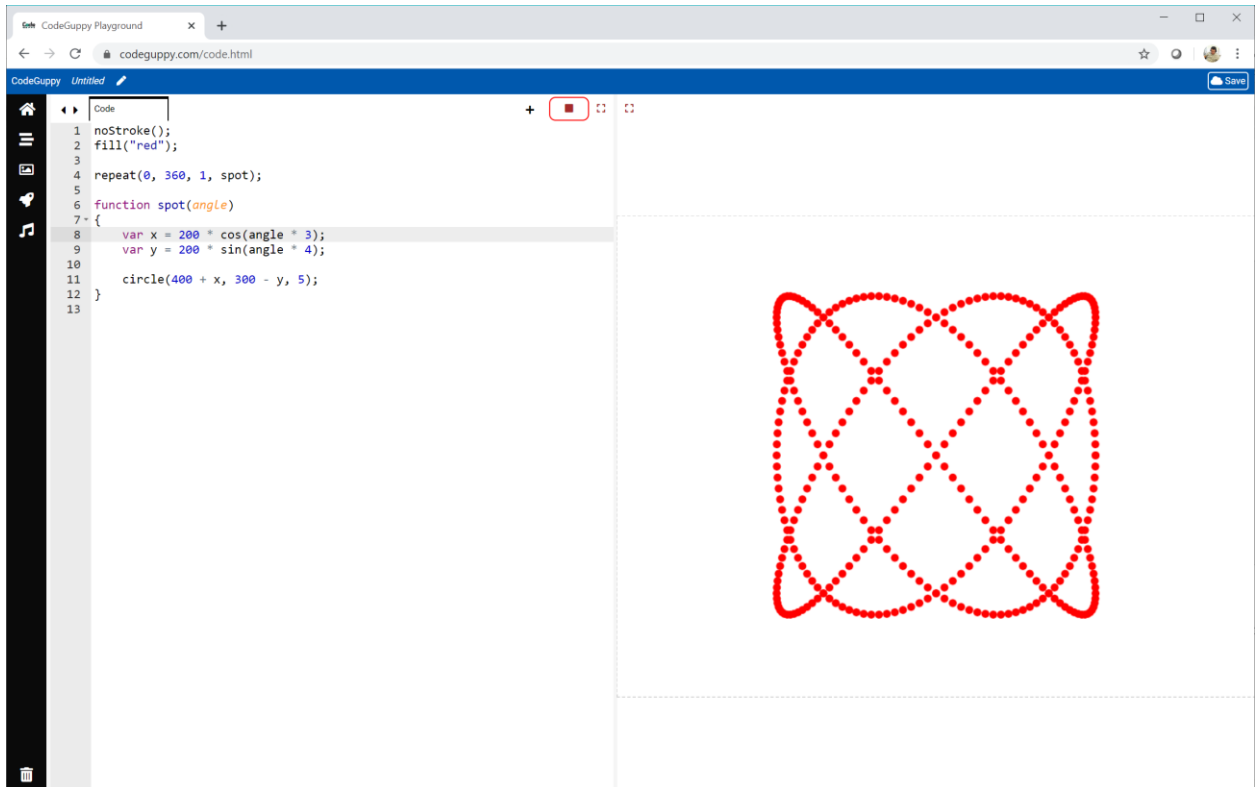 Code CodeGuppy Playground
codeguppy.com/code.html
CodeGuppy Untitled Save
Code
1 noStroke();
2 fill("red");
3
4 repeat(0, 360, 1, spot);
5
6 function spot(angle)
7 {
8 var x = 200 * cos(angle * 3);
9 var y = 200 * sin(angle * 4);
10
11 circle(400 + x, 300 - y, 5);
12 }
13